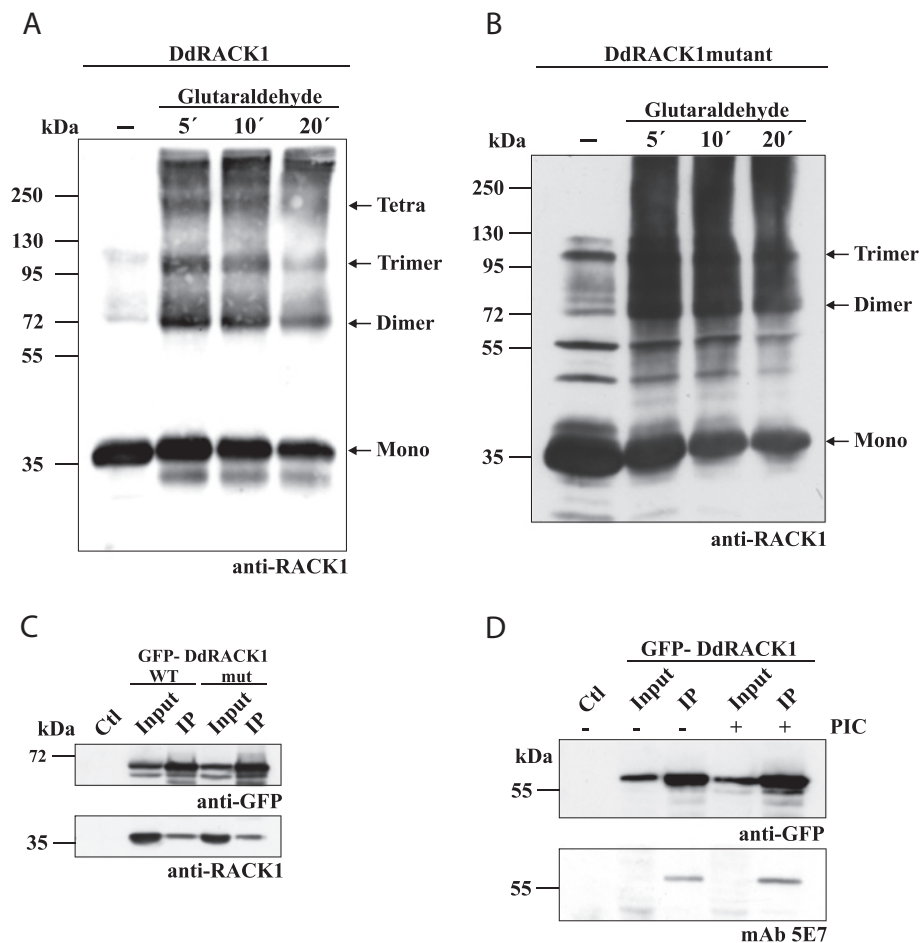 A
DdRACK1
Glutaraldehyde
kDa – 5´ 10´ 20´
250
130
95
72
55
35
Tetra
Trimer
Dimer
Mono
anti-RACK1
B
DdRACK1mutant
Glutaraldehyde
kDa – 5´ 10´ 20´
250
130
95
72
55
35
Trimer
Dimer
Mono
anti-RACK1
C
GFP- DdRACK1
WT mut
kDa Ctl Input IP Input IP
72
anti-GFP
35
anti-RACK1
D
GFP- DdRACK1
Ctl Input IP Input IP
- - - + + PIC
kDa
55
anti-GFP
55
mAb 5E7